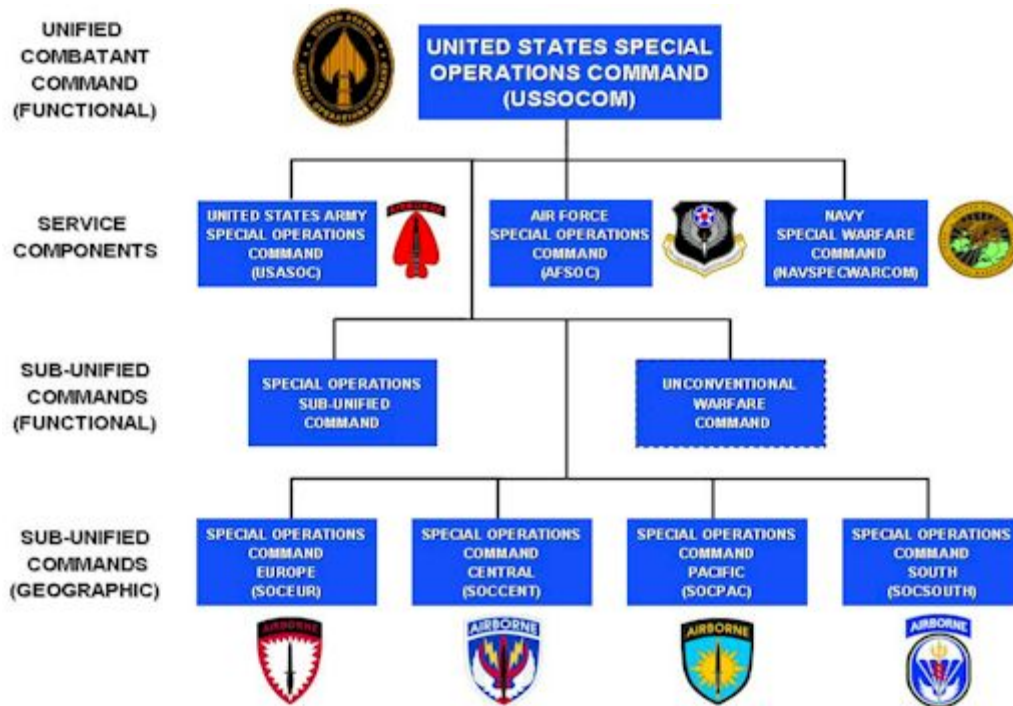 UNIFIED
COMBATANT
COMMAND
(FUNCTIONAL)
UNITED STATES SPECIAL
OPERATIONS COMMAND
(USSOCOM)
SERVICE
COMPONENTS
UNITED STATES ARMY
SPECIAL OPERATIONS
COMMAND
(USASOC)
AIRBORNE
AIR FORCE
SPECIAL OPERATIONS
COMMAND
(AFSOC)
NAVY
SPECIAL WARFARE
COMMAND
(NAVSPECWARCOM)
SUB-UNIFIED
COMMANDS
(FUNCTIONAL)
SPECIAL OPERATIONS
SUB-UNIFIED
COMMAND
UNCONVENTIONAL
WARFARE
COMMAND
SUB-UNIFIED
COMMANDS
(GEOGRAPHIC)
SPECIAL OPERATIONS
COMMAND
EUROPE
(SOCEUR)
SPECIAL OPERATIONS
COMMAND
CENTRAL
(SOCCENT)
SPECIAL OPERATIONS
COMMAND
PACIFIC
(SOCPAC)
SPECIAL OPERATIONS
COMMAND
SOUTH
(SOCSOUTH)
AIRBORNE
AIRBORNE
AIRBORNE
AIRBORNE